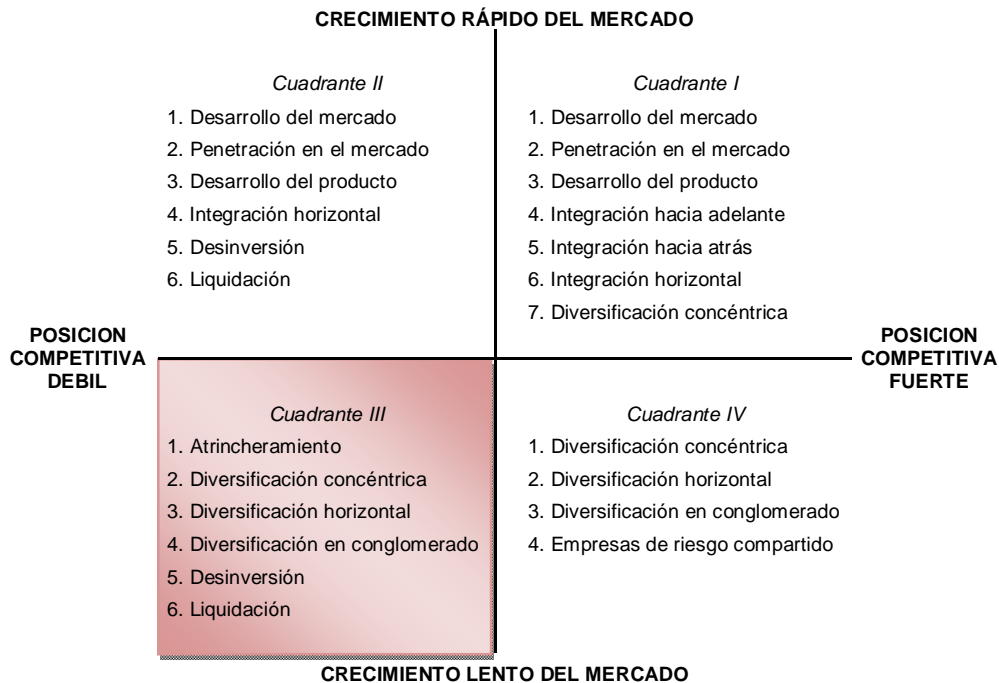 CRECIMIENTO RÁPIDO DEL MERCADO
Cuadrante II
1. Desarrollo del mercado
2. Penetración en el mercado
3. Desarrollo del producto
4. Integración horizontal
5. Desinversión
6. Liquidación
Cuadrante I
1. Desarrollo del mercado
2. Penetración en el mercado
3. Desarrollo del producto
4. Integración hacia adelante
5. Integración hacia atrás
6. Integración horizontal
7. Diversificación concéntrica
POSICION
COMPETITIVA
DEBIL
POSICION
COMPETITIVA
FUERTE
Cuadrante III
1. Atrincheramiento
2. Diversificación concéntrica
3. Diversificación horizontal
4. Diversificación en conglomerado
5. Desinversión
6. Liquidación
Cuadrante IV
1. Diversificación concéntrica
2. Diversificación horizontal
3. Diversificación en conglomerado
4. Empresas de riesgo compartido
CRECIMIENTO LENTO DEL MERCADO